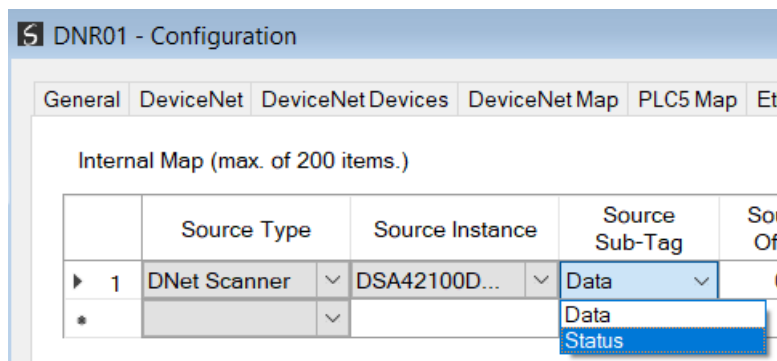 DNR01 - Configuration
General DeviceNet DeviceNet Devices DeviceNet Map PLC5 Map
Internal Map (max. of 200 items.)
Source Type Source Instance Source
Sub-Tag
1 DNet Scanner DSA42100D... Data
Data
Status